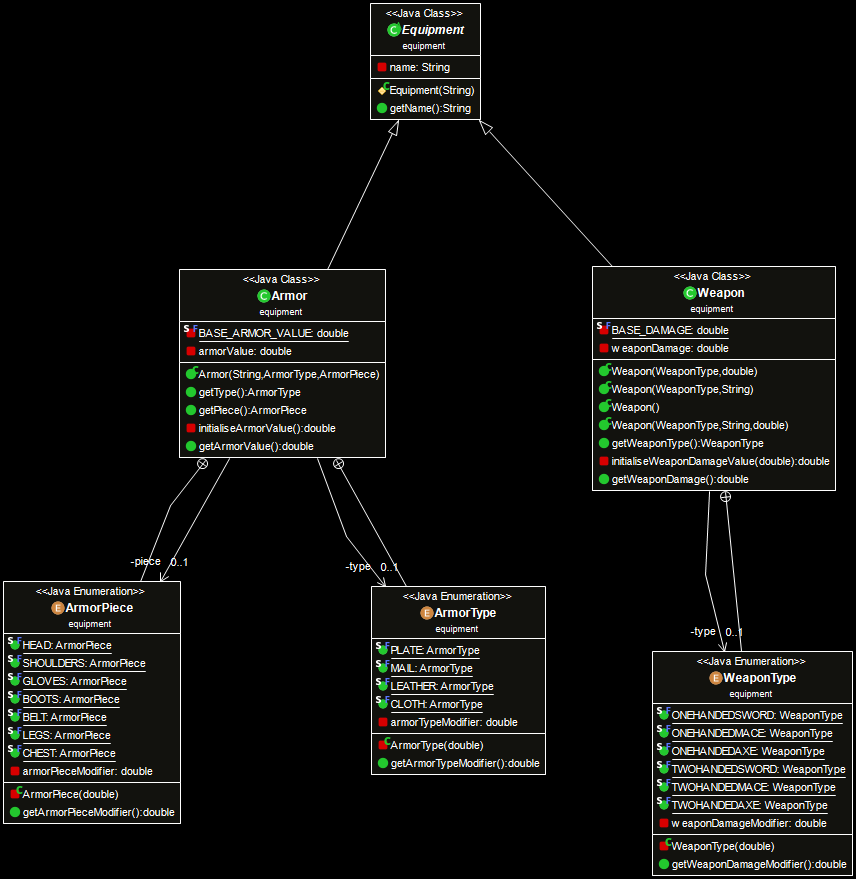 <<Java Class>>
Equipment
equipment
name: String
Equipment(String)
getName():String
<<Java Class>>
Armor
equipment
BASE_ARMOR_VALUE: double
armorValue: double
Armor(String,ArmorType,ArmorPiece)
getType():ArmorType
getPiece():ArmorPiece
initialiseArmorValue():double
getArmorValue():double
<<Java Class>>
Weapon
equipment
BASE_DAMAGE: double
weaponDamage: double
Weapon(WeaponType,double)
Weapon(WeaponType,String)
Weapon()
Weapon(WeaponType,String,double)
getWeaponType():WeaponType
initialiseWeaponDamageValue(double):double
getWeaponDamage():double
-piece 0..1
-type 0..1
-type 0..1
<<Java Enumeration>>
ArmorPiece
equipment
HEAD: ArmorPiece
SHOULDERS: ArmorPiece
GLOVES: ArmorPiece
BOOTS: ArmorPiece
BELT: ArmorPiece
LEGS: ArmorPiece
CHEST: ArmorPiece
armorPieceModifier: double
ArmorPiece(double)
getArmorPieceModifier():double
<<Java Enumeration>>
ArmorType
equipment
PLATE: ArmorType
MAIL: ArmorType
LEATHER: ArmorType
CLOTH: ArmorType
armorTypeModifier: double
ArmorType(double)
getArmorTypeModifier():double
<<Java Enumeration>>
WeaponType
equipment
ONEHANDEDSWORD: WeaponType
ONEHANDEDMACE: WeaponType
ONEHANDEDAXE: WeaponType
TWOHANDEDSWORD: WeaponType
TWOHANDEDMACE: WeaponType
TWOHANDEDAXE: WeaponType
weaponDamageModifier: double
WeaponType(double)
getWeaponDamageModifier():double